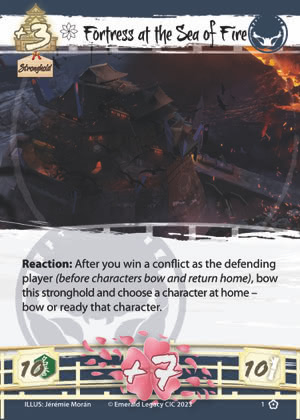 +3
Fortress at the Sea of Fire
Stronghold
Reaction: After you win a conflict as the defending
player (before characters bow and return home), bow
this stronghold and choose a character at home –
bow or ready that character.
10
+7
10
ILLUS: Jérémie Morán
© Emerald Legacy CIC 2023
1